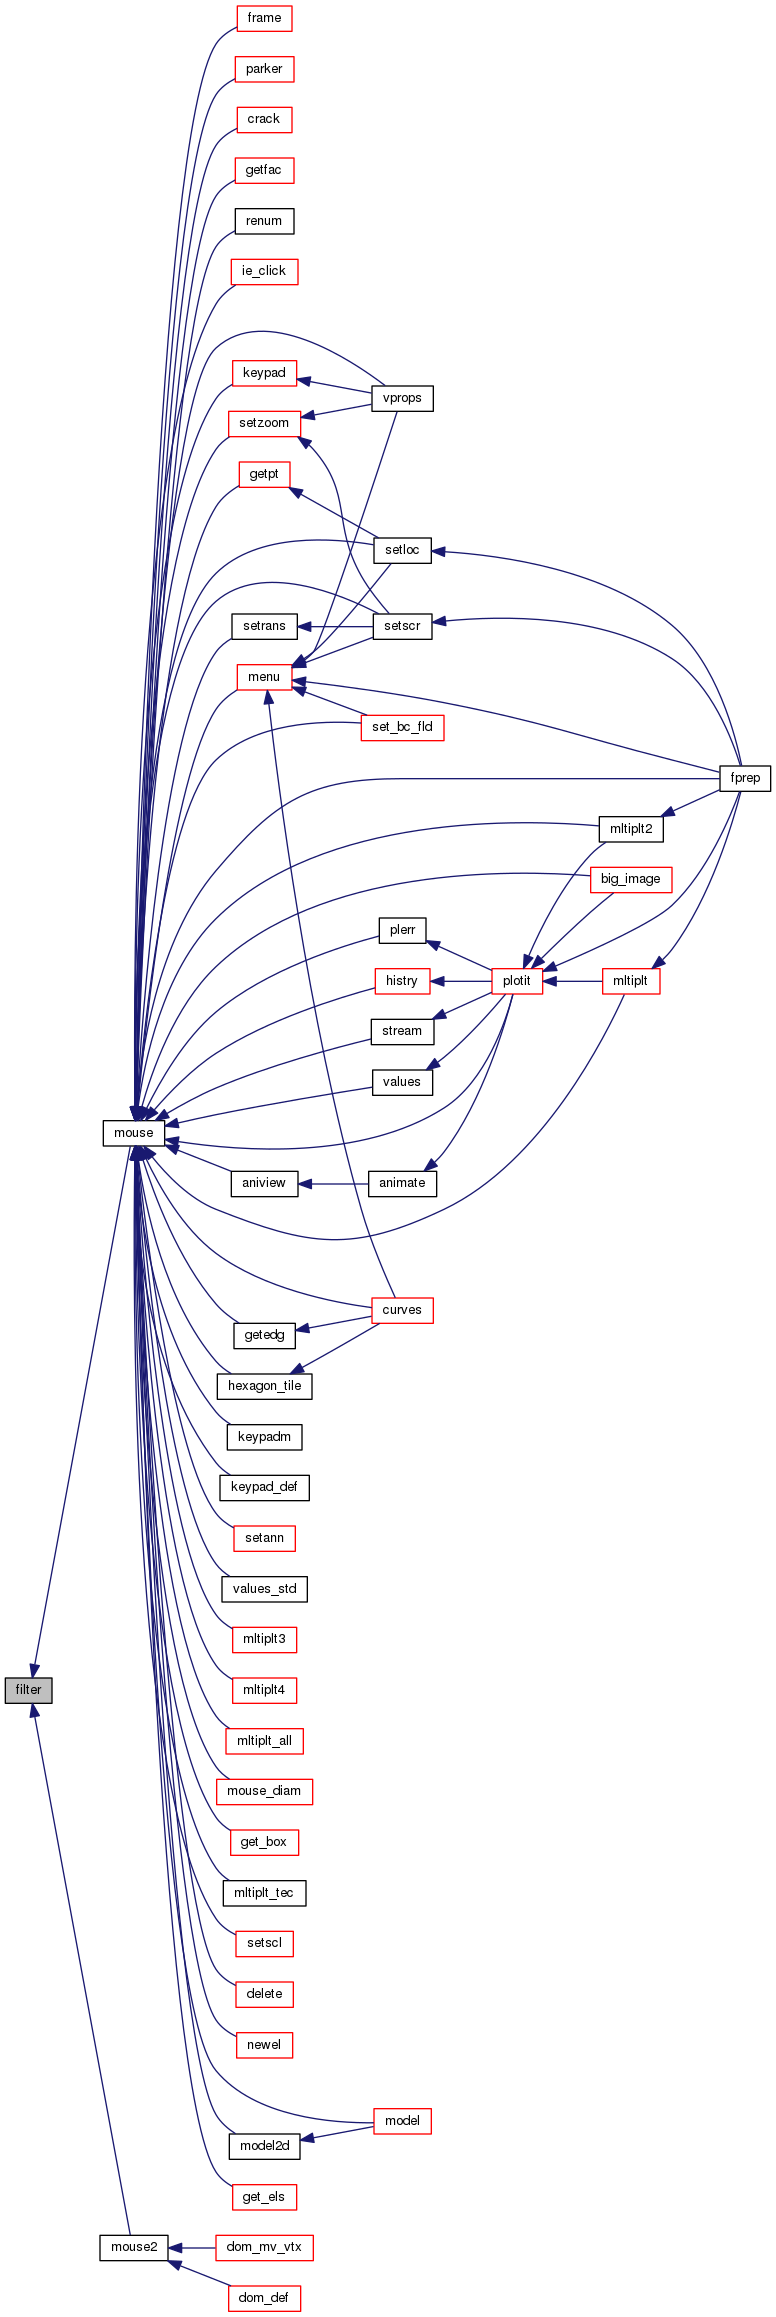 frame
parker
crack
getfac
renum
ie_click
keypad
vprops
setzoom
getpt
setloc
setrans
setscr
menu
set_bc_fld
fprep
mltiplt2
big_image
plerr
histry
plotit
mltiplt
stream
values
mouse
aniview
animate
curves
getedg
hexagon_tile
keypadm
keypad_def
setann
values_std
mltiplt3
filter
mltiplt4
mltiplt_all
mouse_diam
get_box
mltiplt_tec
setscl
delete
newel
model
model2d
get_els
mouse2
dom_mv_vtx
dom_def